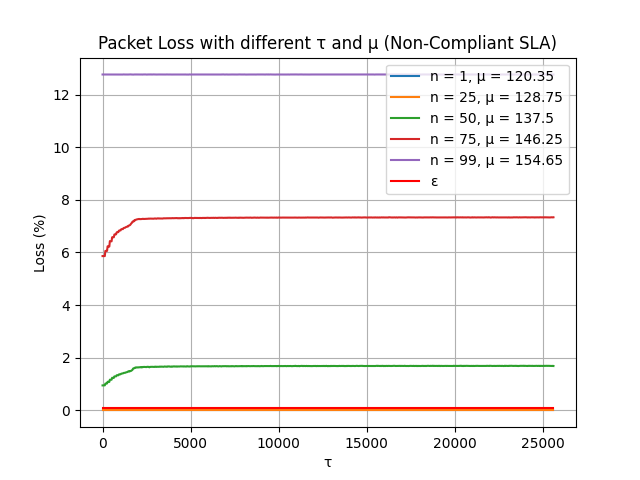 Packet Loss with different τ and μ (Non-Compliant SLA)
n = 1, μ = 120.35
n = 25, μ = 128.75
n = 50, μ = 137.5
n = 75, μ = 146.25
n = 99, μ = 154.65
ε
Loss (%)
12
10
8
6
4
2
0
0 5000 10000 15000 20000 25000
τ